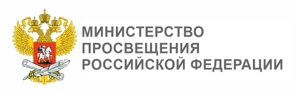 МИНИСТЕРСТВО
ПРОСВЕЩЕНИЯ
РОССИЙСКОЙ ФЕДЕРАЦИИ